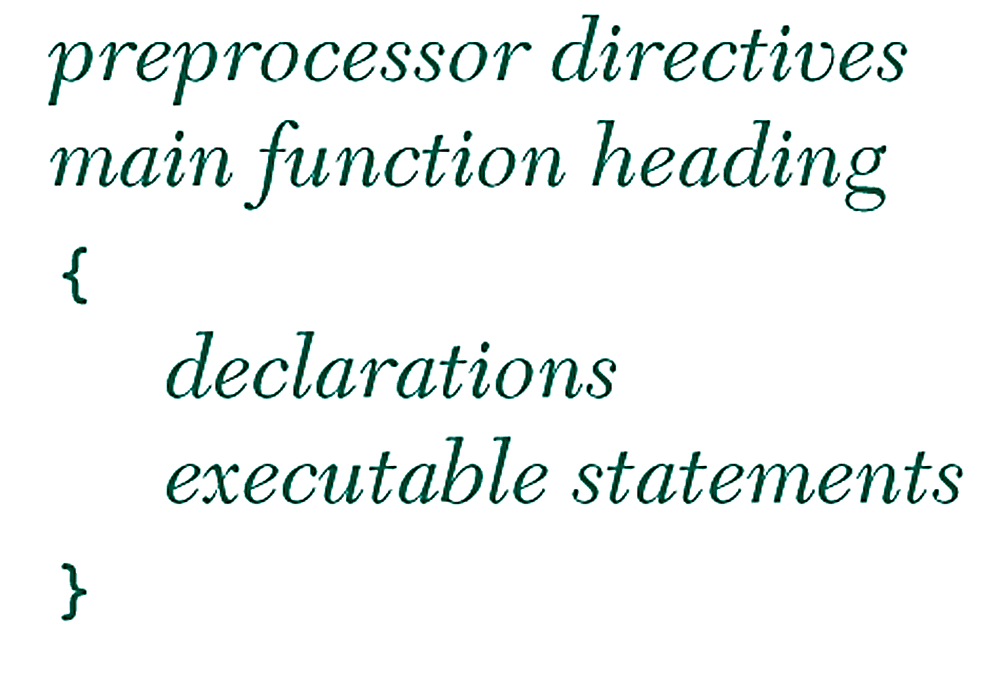 preprocessor directives
main function heading
{
declarations
executable statements
}